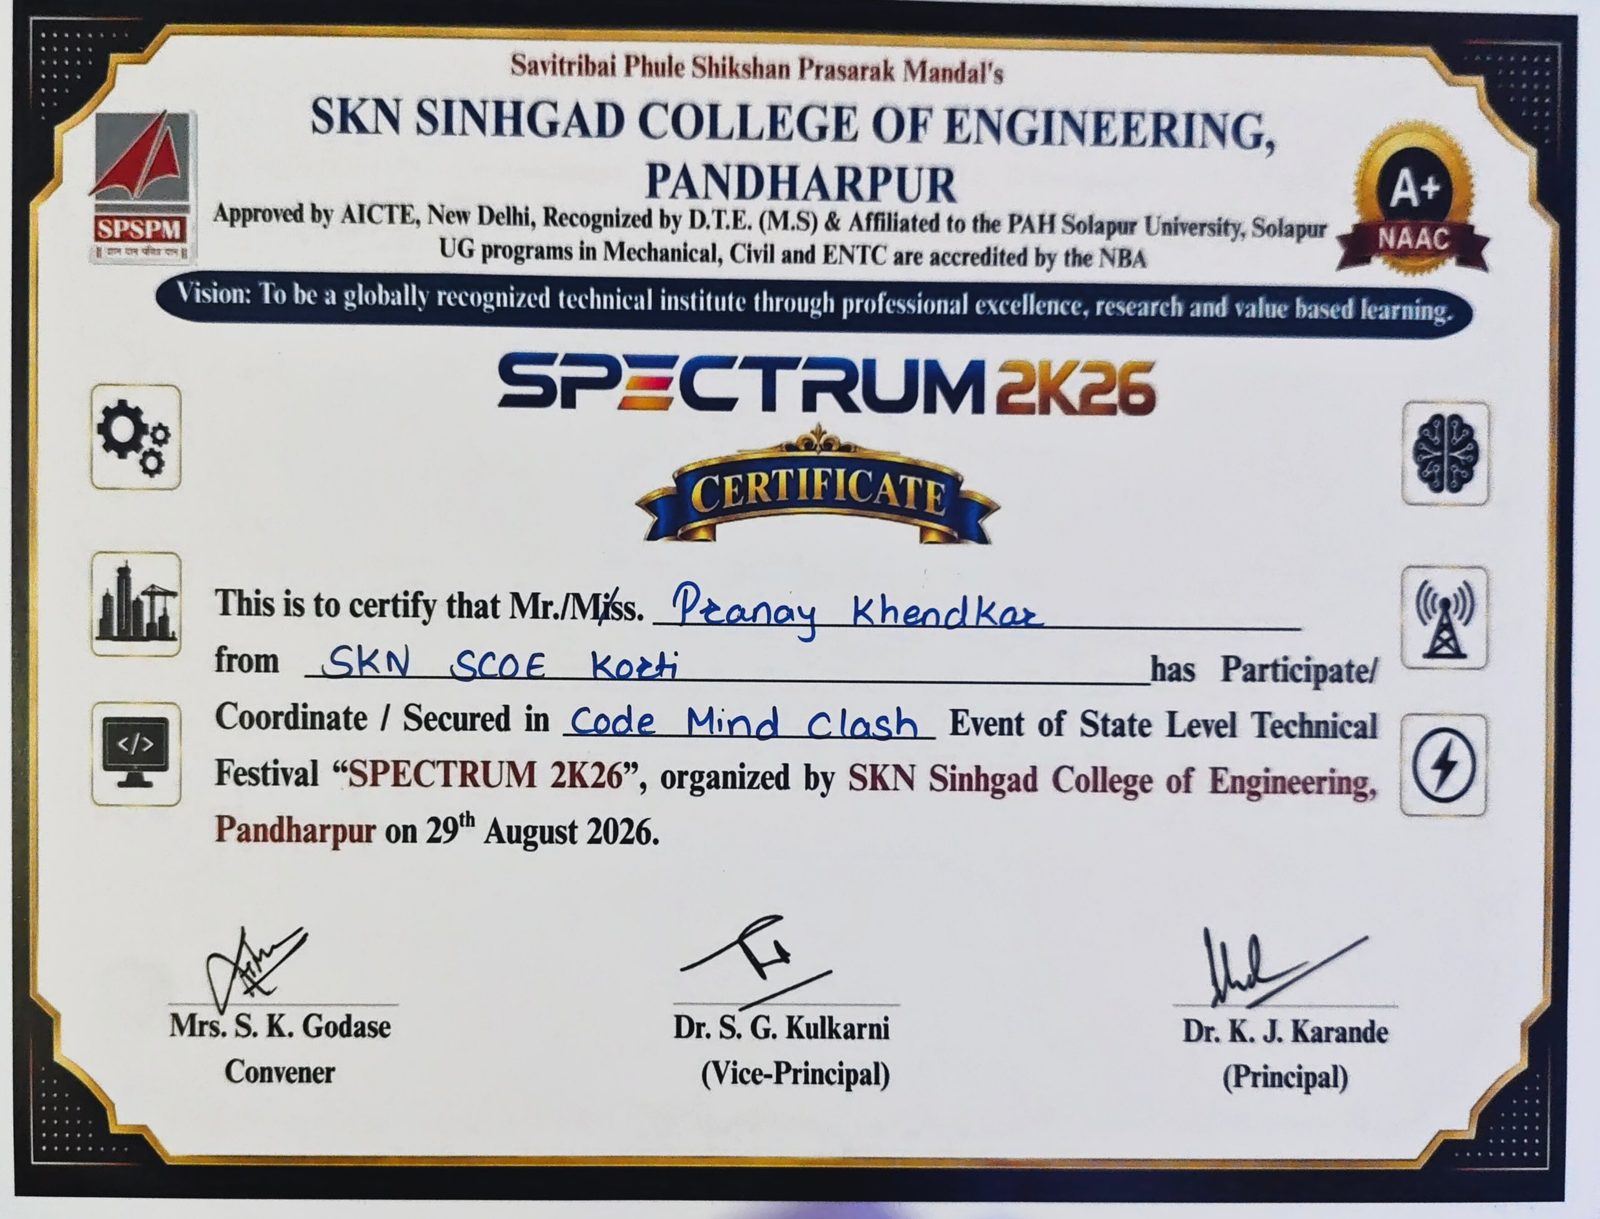 Savitribai Phule Shikshan Prasarak Mandal's
SKN SINHGAD COLLEGE OF ENGINEERING,
PANDHARPUR
Approved by AICTE, New Delhi, Recognized by D.T.E. (M.S) & Affiliated to the PAH Solapur University, Solapur
UG programs in Mechanical, Civil and ENTC are accredited by the NBA
SPSPM
A+
NAAC
Vision: To be a globally recognized technical institute through professional excellence, research and value based learning.
SPECTRUM 2K26
CERTIFICATE
This is to certify that Mr./Miss. Pranay Khendkar
from SKN SCOE Korti has Participate/
Coordinate / Secured in Code Mind Clash Event of State Level Technical
Festival “SPECTRUM 2K26”, organized by SKN Sinhgad College of Engineering,
Pandharpur on 29th August 2026.
</>
Mrs. S. K. Godase
Convener
Dr. S. G. Kulkarni
(Vice-Principal)
Dr. K. J. Karande
(Principal)